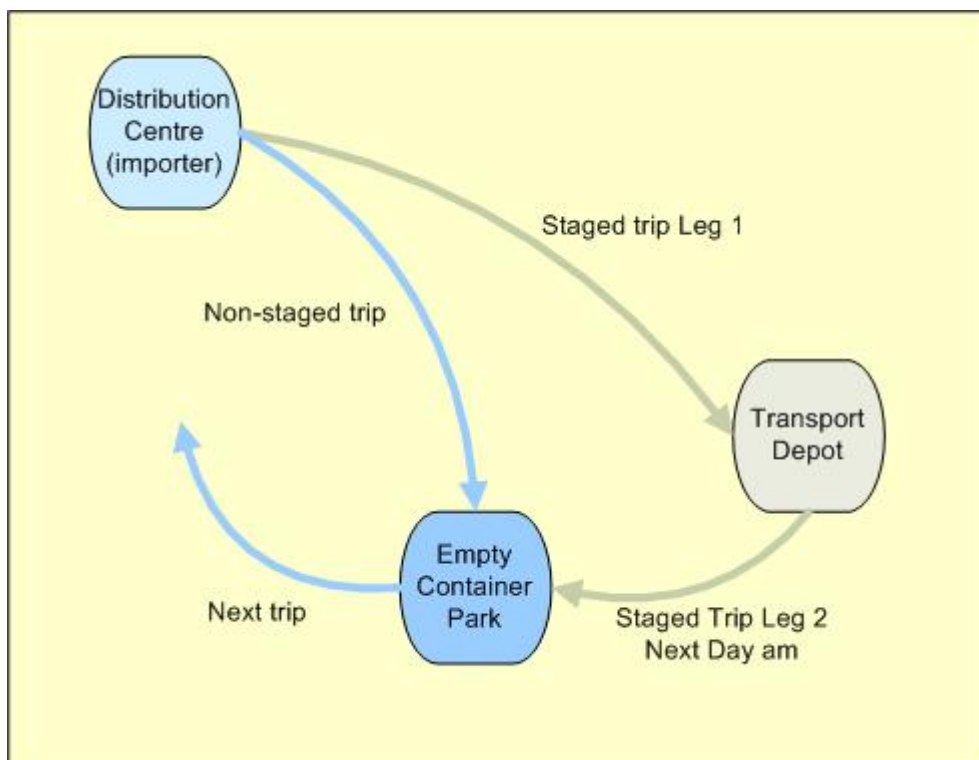 Distribution
Centre
(importer)
Staged trip Leg 1
Non-staged trip
Transport
Depot
Empty
Container
Park
Next trip
Staged Trip Leg 2
Next Day am